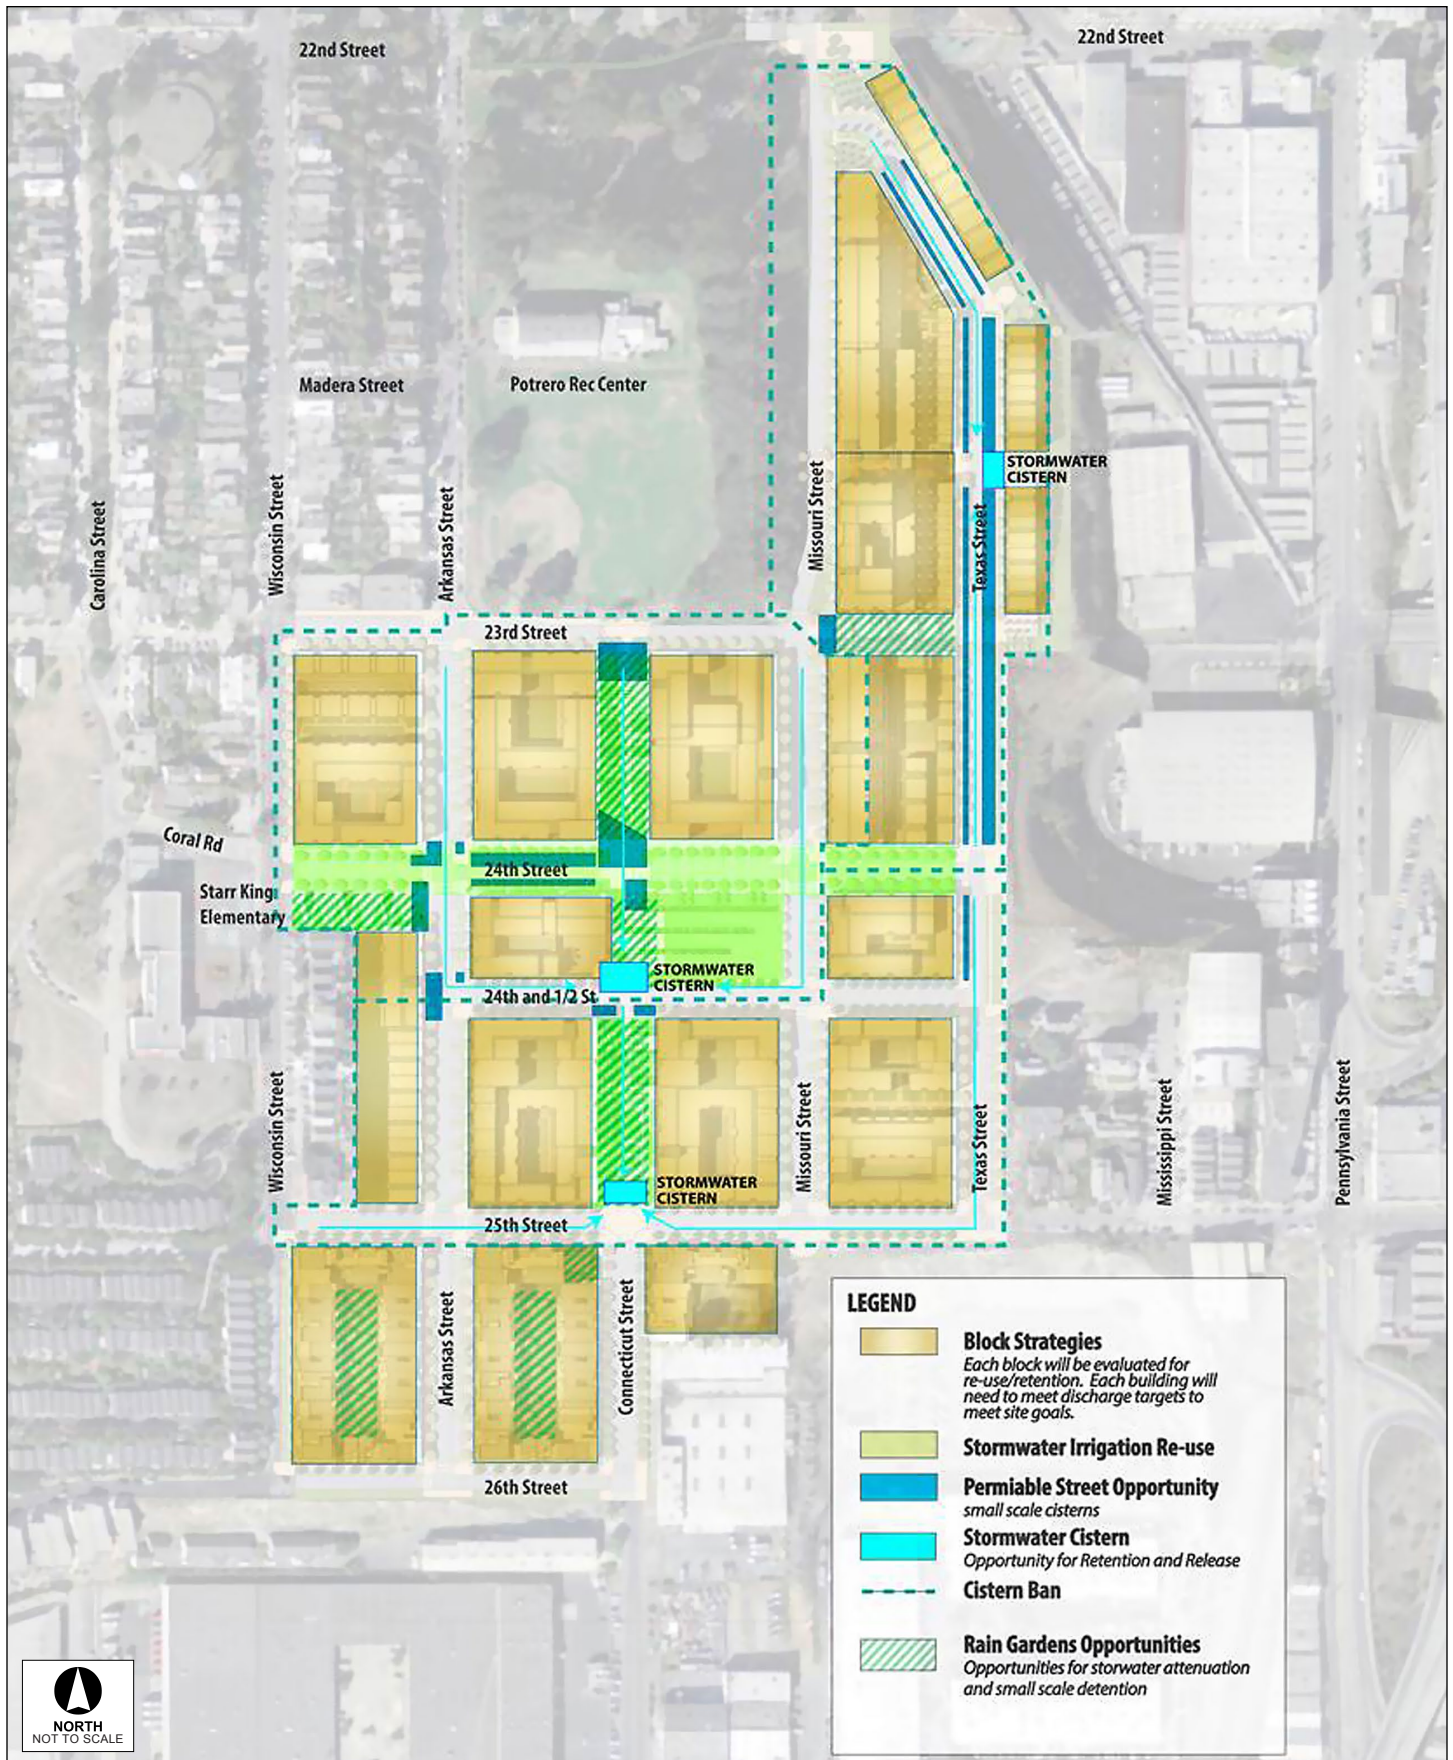 22nd Street
22nd Street
Madera Street
Potrero Rec Center
Carolina Street
Wisconsin Street
Arkansas Street
Missouri Street
STORMWATER
CISTERN
Texas Street
23rd Street
Coral Rd
24th Street
Starr King
Elementary
STORMWATER
CISTERN
24th and 1/2 St
Wisconsin Street
Missouri Street
Texas Street
Mississippi Street
Pennsylvania Street
STORMWATER
CISTERN
25th Street
Arkansas Street
Connecticut Street
26th Street
LEGEND
Block Strategies
Each block will be evaluated for
re-use/retention. Each building will
need to meet discharge targets to
meet site goals.
Stormwater Irrigation Re-use
Permiable Street Opportunity
small scale cisterns
Stormwater Cistern
Opportunity for Retention and Release
Cistern Ban
Rain Gardens Opportunities
Opportunities for storwater attenuation
and small scale detention
NORTH
NOT TO SCALE